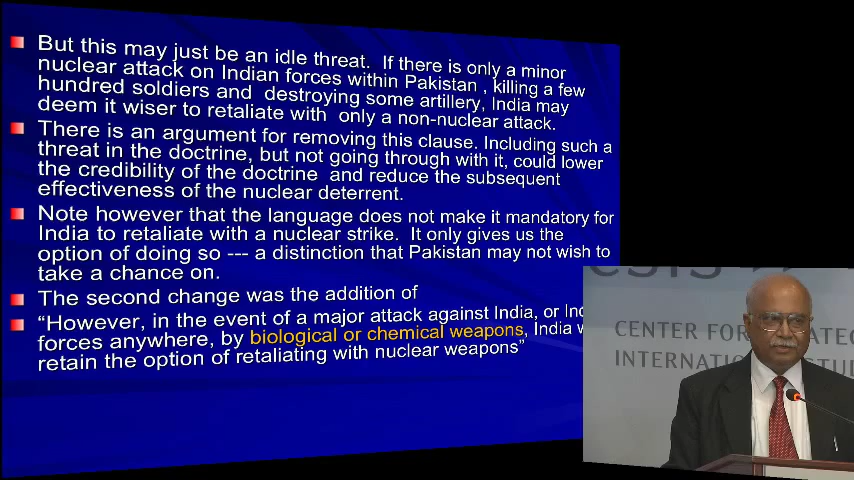 But this may just be an idle threat. If there is only a minor
nuclear attack on Indian forces within Pakistan , killing a few
hundred soldiers and destroying some artillery, India may
deem it wiser to retaliate with only a non-nuclear attack.
There is an argument for removing this clause. Including such a
threat in the doctrine, but not going through with it, could lower
the credibility of the doctrine and reduce the subsequent
effectiveness of the nuclear deterrent.
Note however that the language does not make it mandatory for
India to retaliate with a nuclear strike. It only gives us the
option of doing so --- a distinction that Pakistan may not wish to
take a chance on.
The second change was the addition of
“However, in the event of a major attack against India, or
forces anywhere, by biological or chemical weapons, India
retain the option of retaliating with nuclear weapons”
CSIS
CENTER FOR